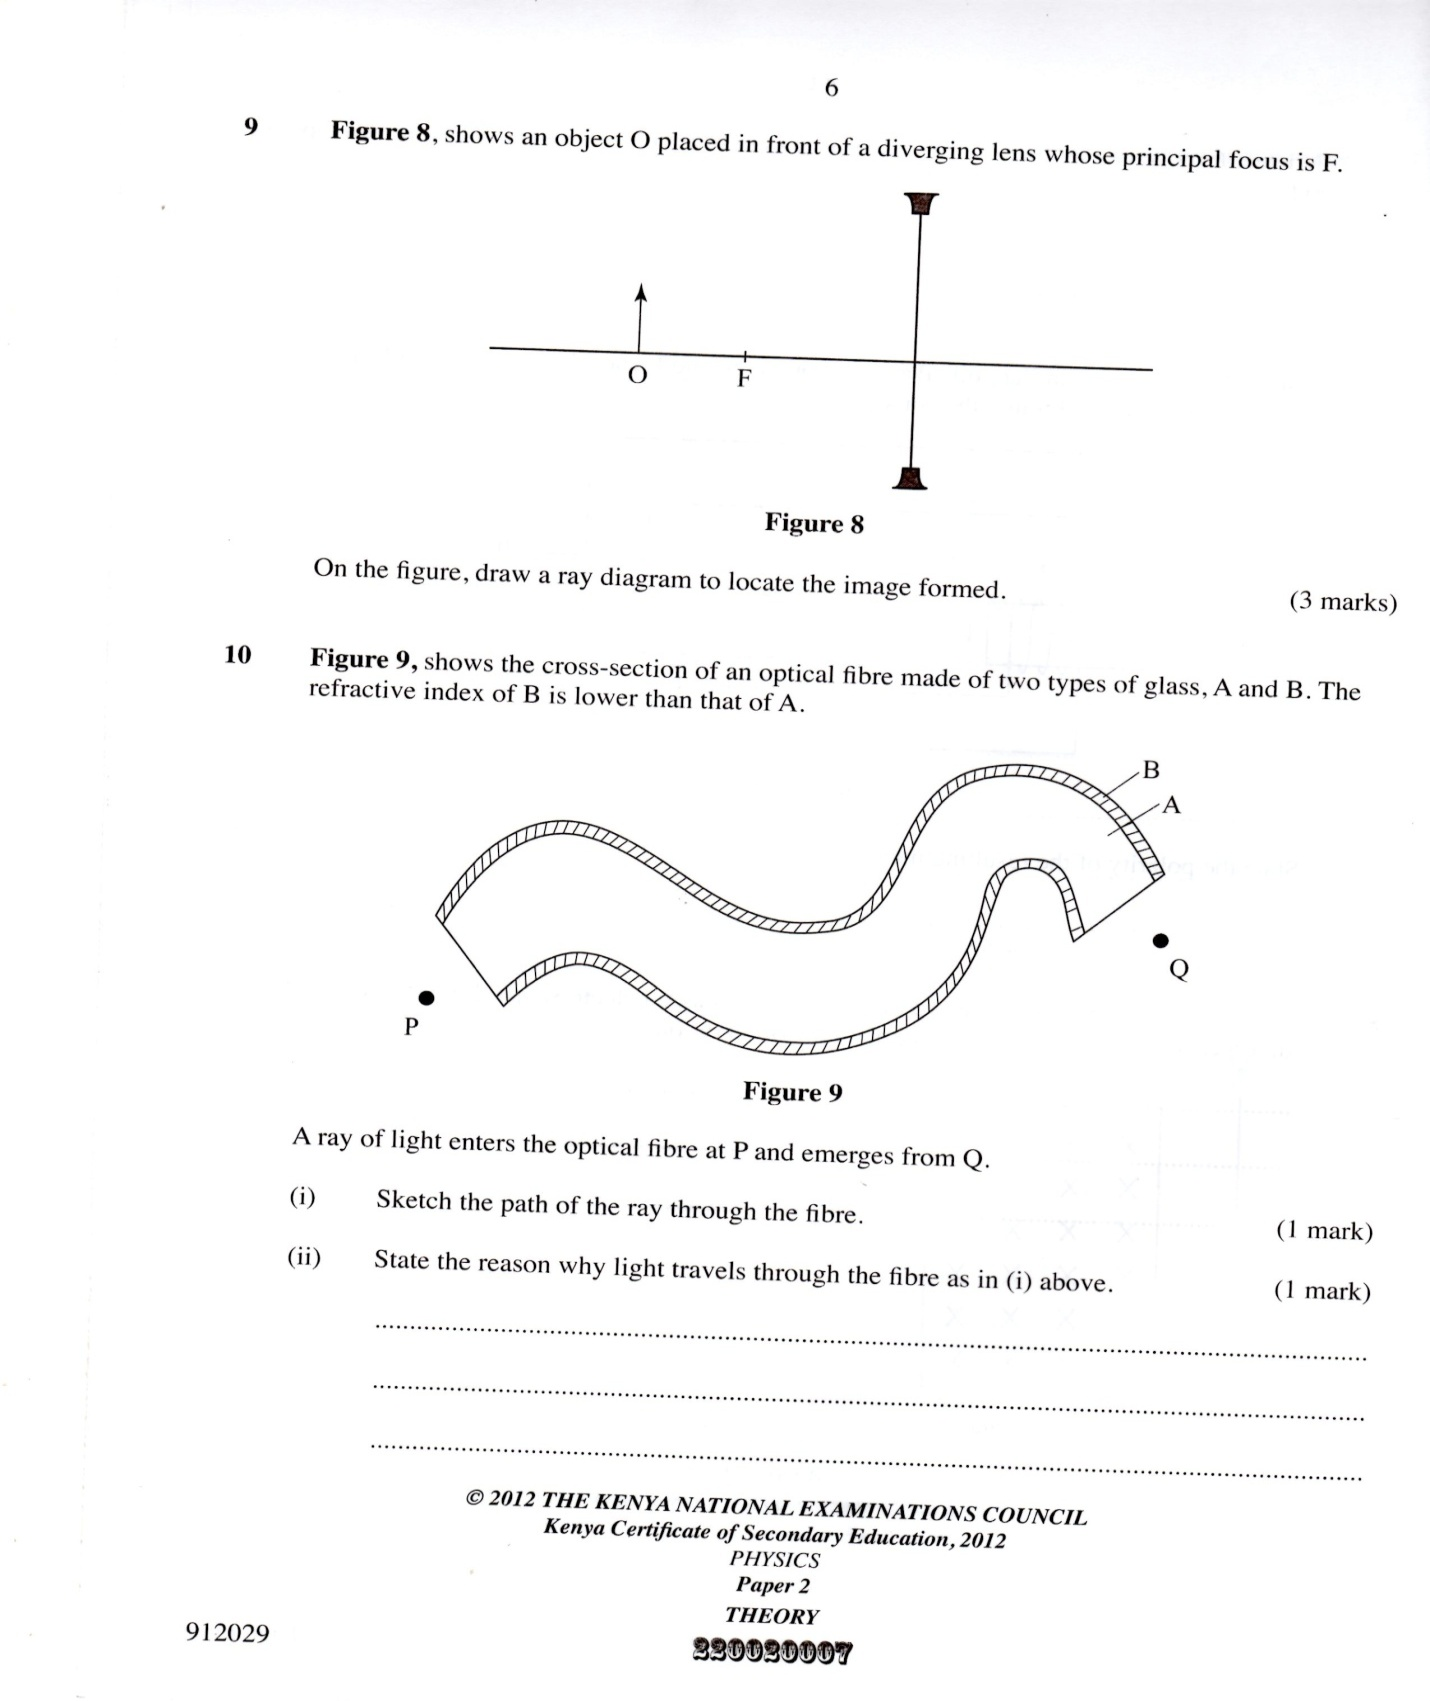 6
9 Figure 8, shows an object O placed in front of a diverging lens whose principal focus is F.
O F
Figure 8
On the figure, draw a ray diagram to locate the image formed.
(3 marks)
10 Figure 9, shows the cross-section of an optical fibre made of two types of glass, A and B. The
refractive index of B is lower than that of A.
B
A
Q
P
Figure 9
A ray of light enters the optical fibre at P and emerges from Q.
(i) Sketch the path of the ray through the fibre. (1 mark)
(ii) State the reason why light travels through the fibre as in (i) above. (1 mark)
© 2012 THE KENYA NATIONAL EXAMINATIONS COUNCIL
Kenya Certificate of Secondary Education, 2012
PHYSICS
Paper 2
THEORY
912029
220020007